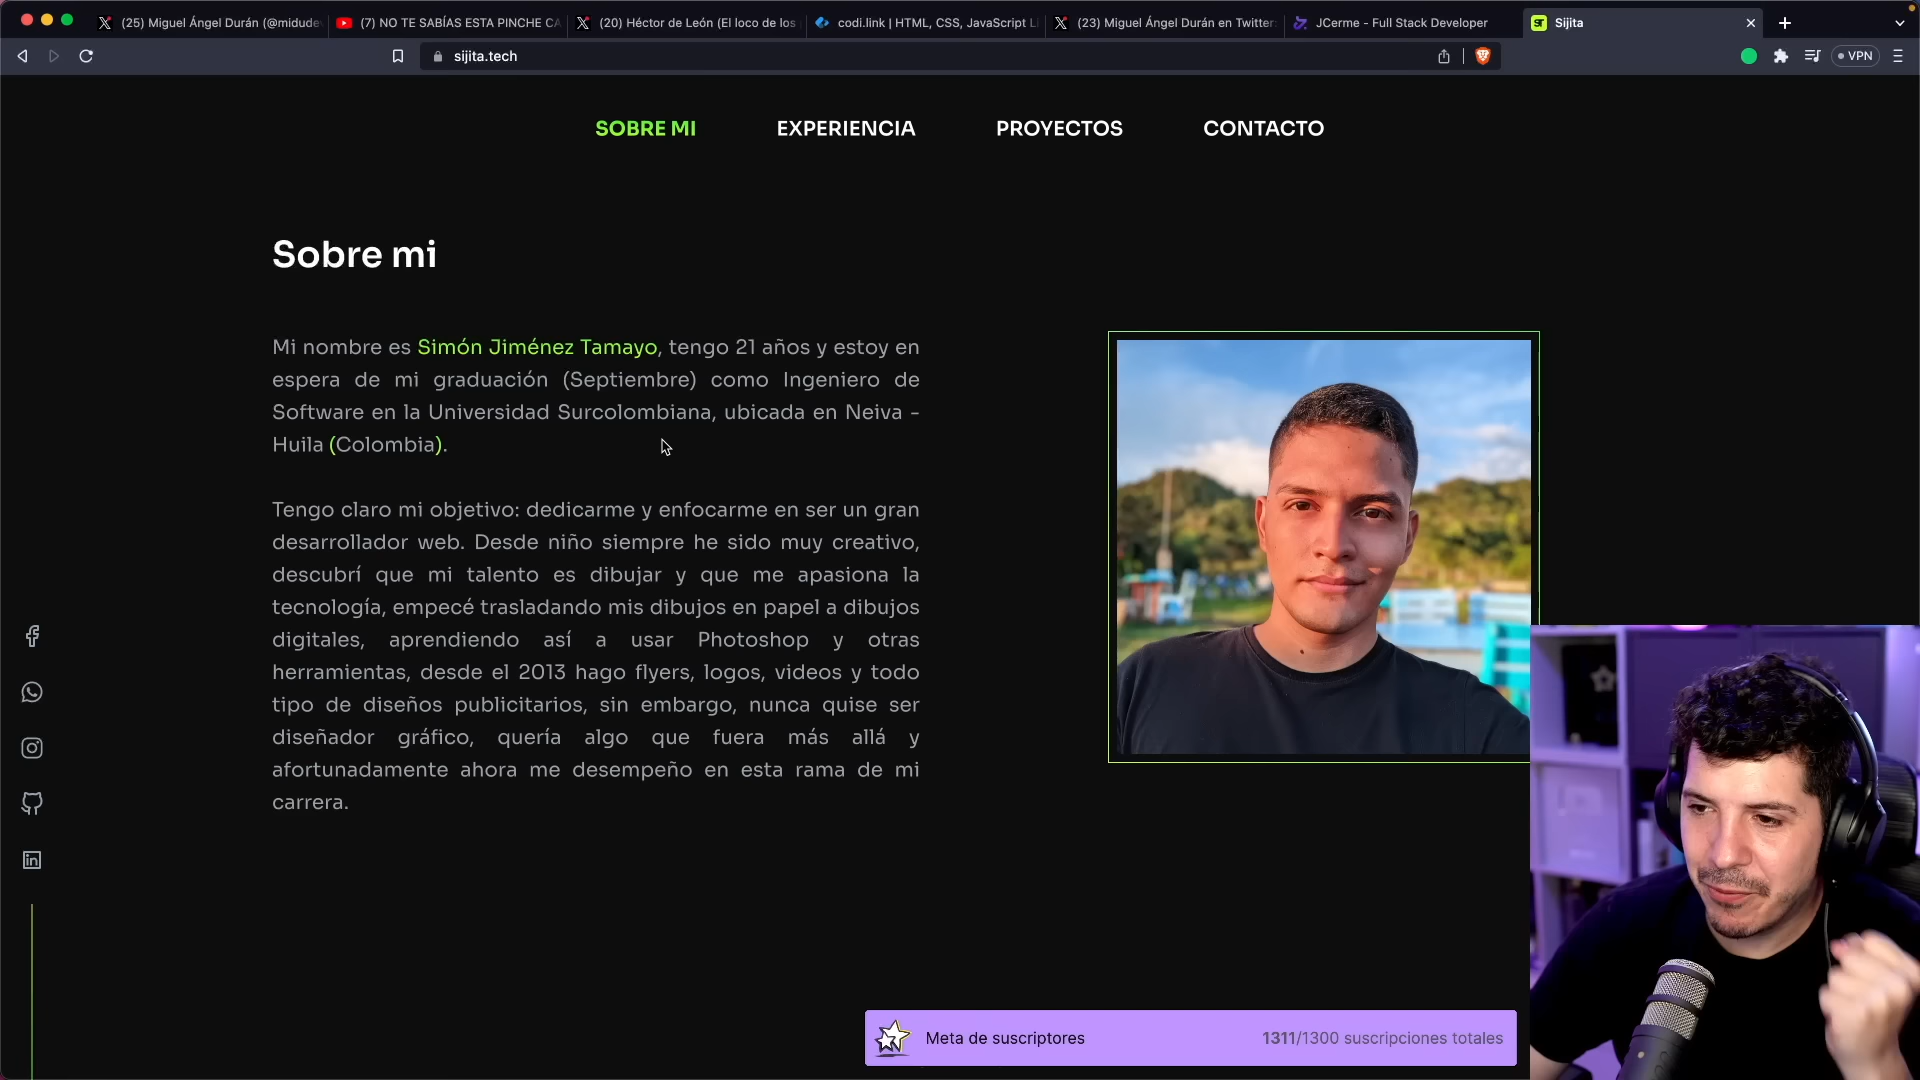 (25) Miguel Ángel Durán (@midude
(7) NO TE SABÍAS ESTA PINCHE CA
(20) Héctor de León (El loco de los
codi.link | HTML, CSS, JavaScript Li
(23) Miguel Ángel Durán en Twitter:
JCerme - Full Stack Developer
Sijita
sijita.tech
VPN
SOBRE MI
EXPERIENCIA
PROYECTOS
CONTACTO
Sobre mi
Mi nombre es Simón Jiménez Tamayo, tengo 21 años y estoy en
espera de mi graduación (Septiembre) como Ingeniero de
Software en la Universidad Surcolombiana, ubicada en Neiva -
Huila (Colombia).
Tengo claro mi objetivo: dedicarme y enfocarme en ser un gran
desarrollador web. Desde niño siempre he sido muy creativo,
descubrí que mi talento es dibujar y que me apasiona la
tecnología, empecé trasladando mis dibujos en papel a dibujos
digitales, aprendiendo así a usar Photoshop y otras
herramientas, desde el 2013 hago flyers, logos, videos y todo
tipo de diseños publicitarios, sin embargo, nunca quise ser
diseñador gráfico, quería algo que fuera más allá y
afortunadamente ahora me desempeño en esta rama de mi
carrera.
Meta de suscriptores
1311/1300 suscripciones totales